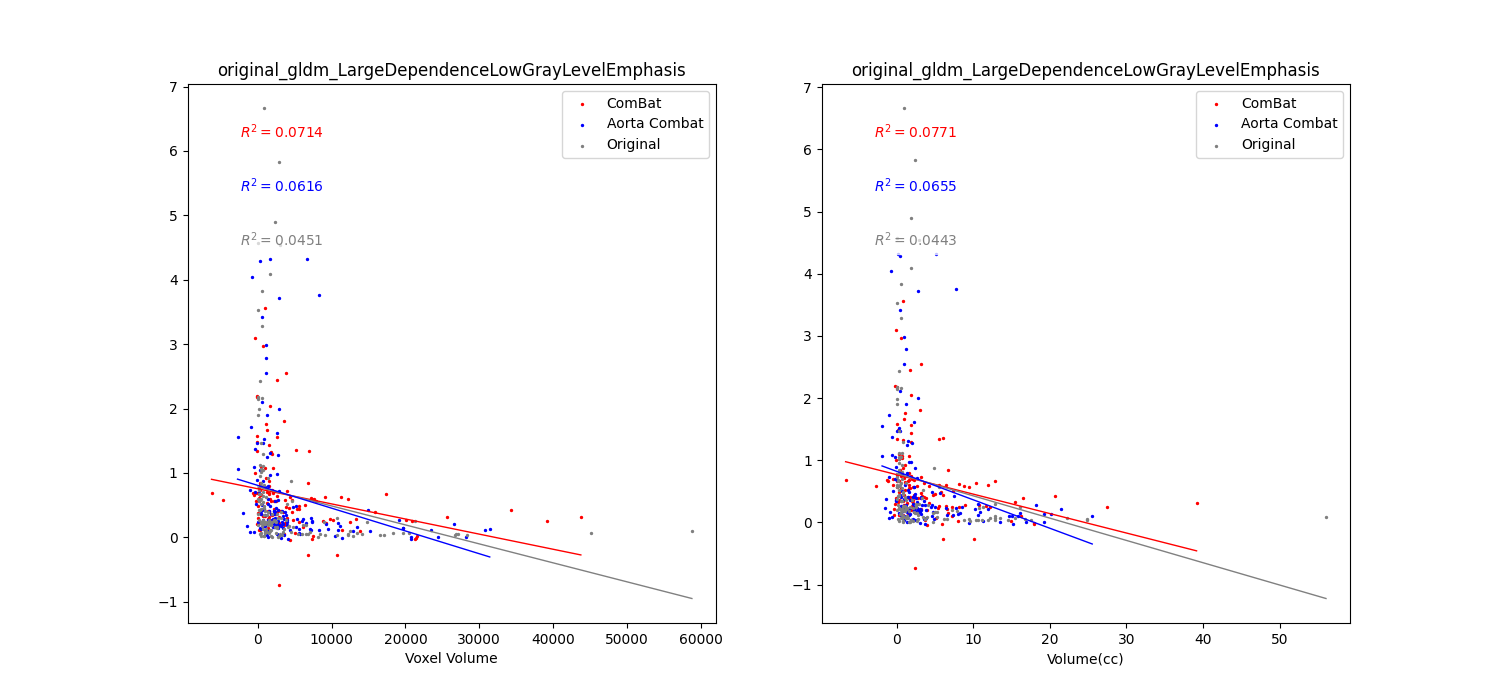 original_gldm_LargeDependenceLowGrayLevelEmphasis
7
6
5
4
3
2
1
0
−1
R² = 0.0714
R² = 0.0616
R² = 0.0451
ComBat
Aorta Combat
Original
0 10000 20000 30000 40000 50000 60000
Voxel Volume
original_gldm_LargeDependenceLowGrayLevelEmphasis
7
6
5
4
3
2
1
0
−1
R² = 0.0771
R² = 0.0655
R² = 0.0443
ComBat
Aorta Combat
Original
0 10 20 30 40 50
Volume(cc)